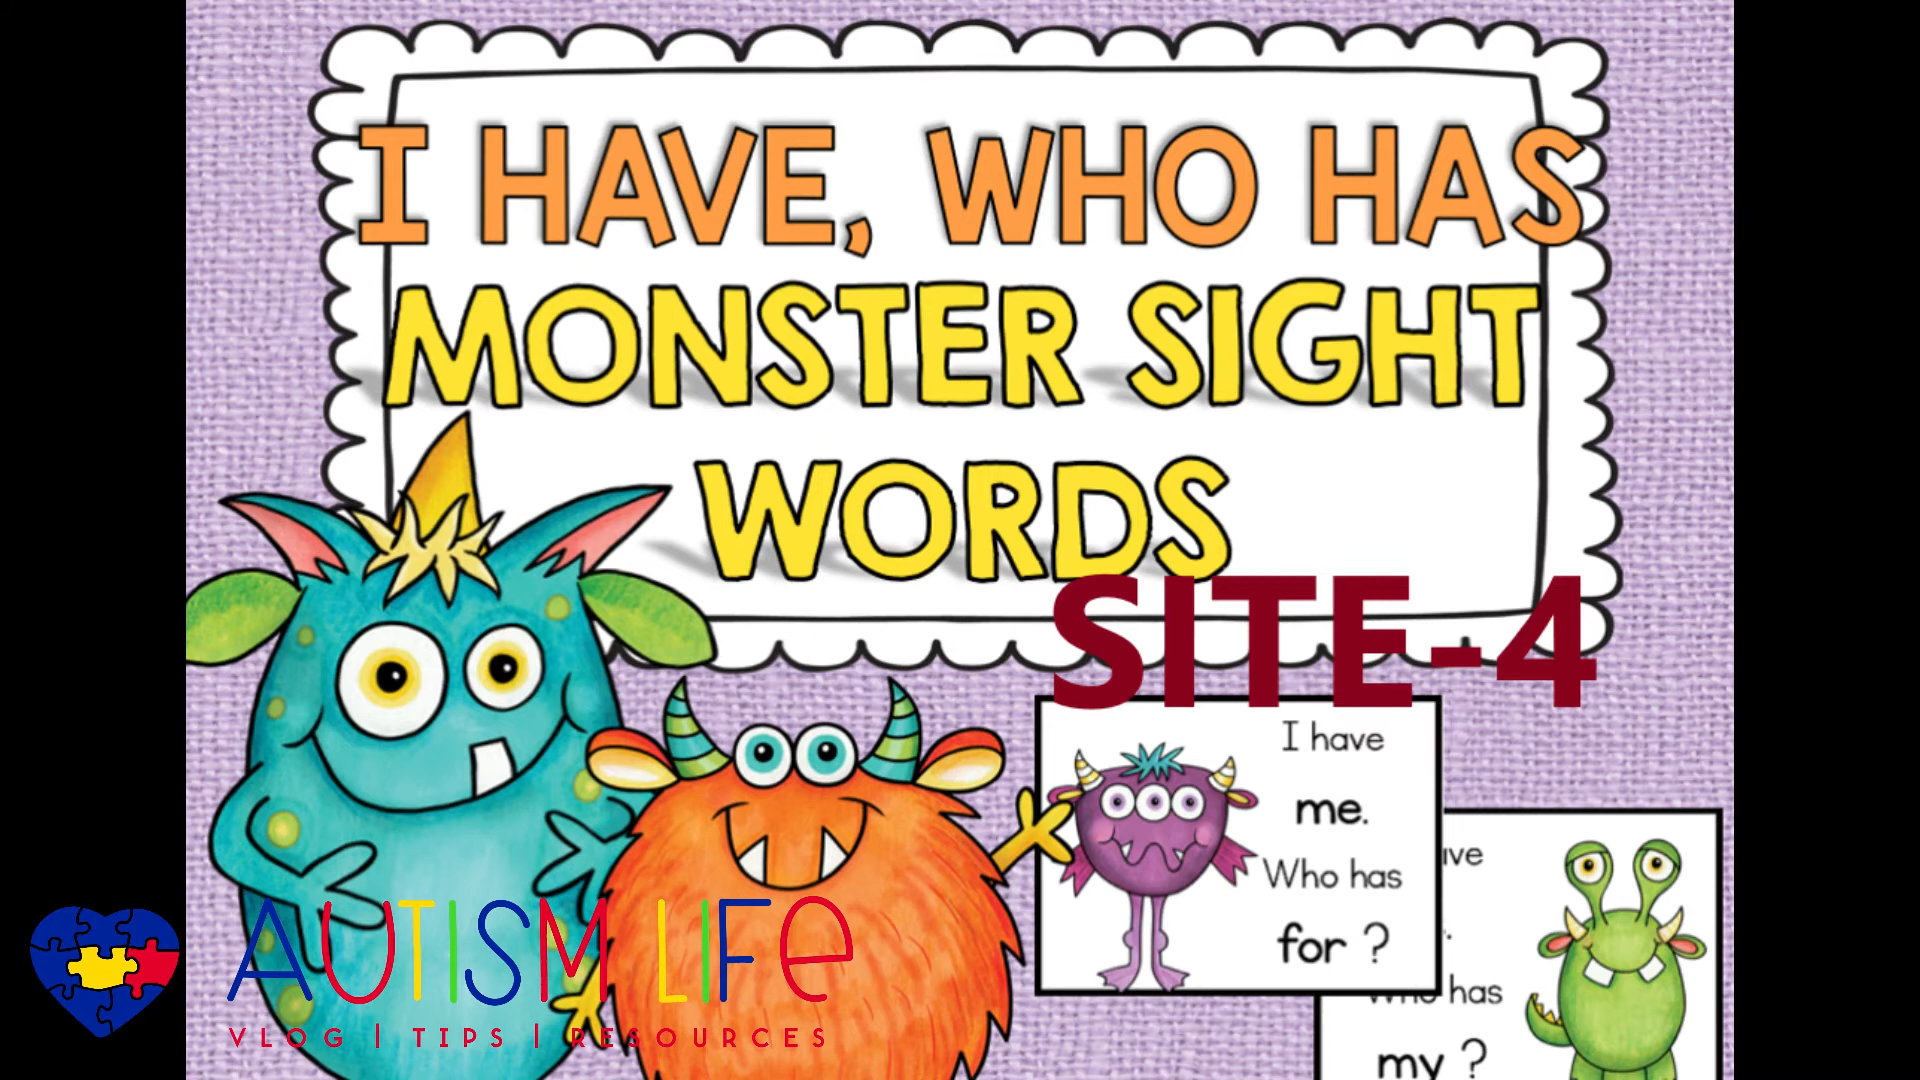 I HAVE, WHO HAS
MONSTER SIGHT
WORDS
SITE-4
I have
me.
Who has
for ?
has
my ?
AUTISM LIFE
VLOG | TIPS | RESOURCES